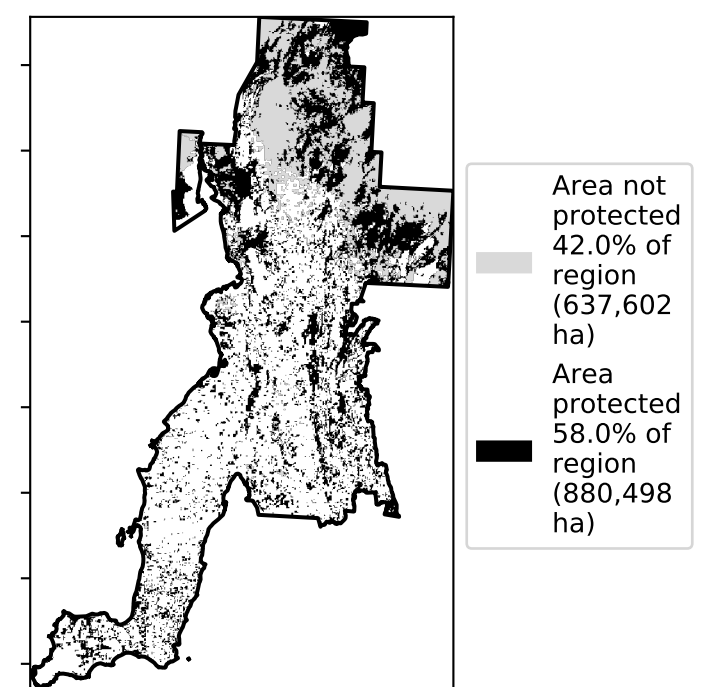 Area not
protected
42.0% of
region
(637,602
ha)
Area
protected
58.0% of
region
(880,498
ha)